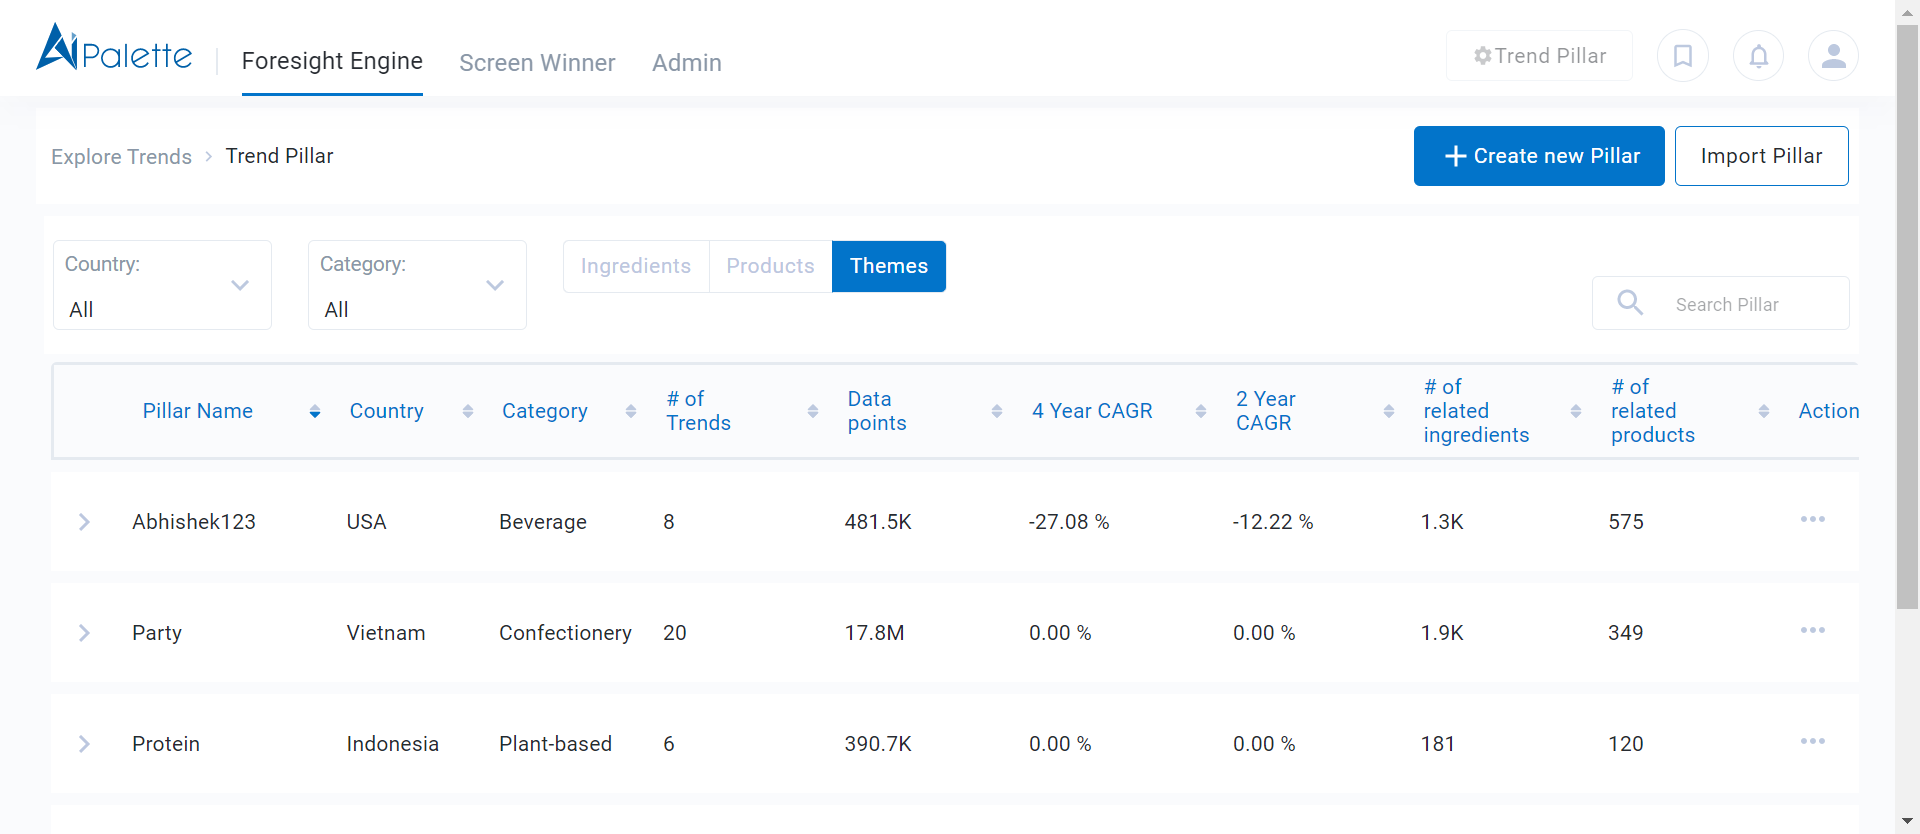 AiPalette
Foresight Engine
Screen Winner
Admin
Trend Pillar
Explore Trends > Trend Pillar
+ Create new Pillar
Import Pillar
Country:
All
Category:
All
Ingredients
Products
Themes
Search Pillar
Pillar Name
Country
Category
# of
Trends
Data
points
4 Year CAGR
2 Year
CAGR
# of
related
ingredients
# of
related
products
Action
Abhishek123 USA Beverage 8 481.5K -27.08 % -12.22 % 1.3K 575 •••
Party Vietnam Confectionery 20 17.8M 0.00 % 0.00 % 1.9K 349 •••
Protein Indonesia Plant-based 6 390.7K 0.00 % 0.00 % 181 120 •••